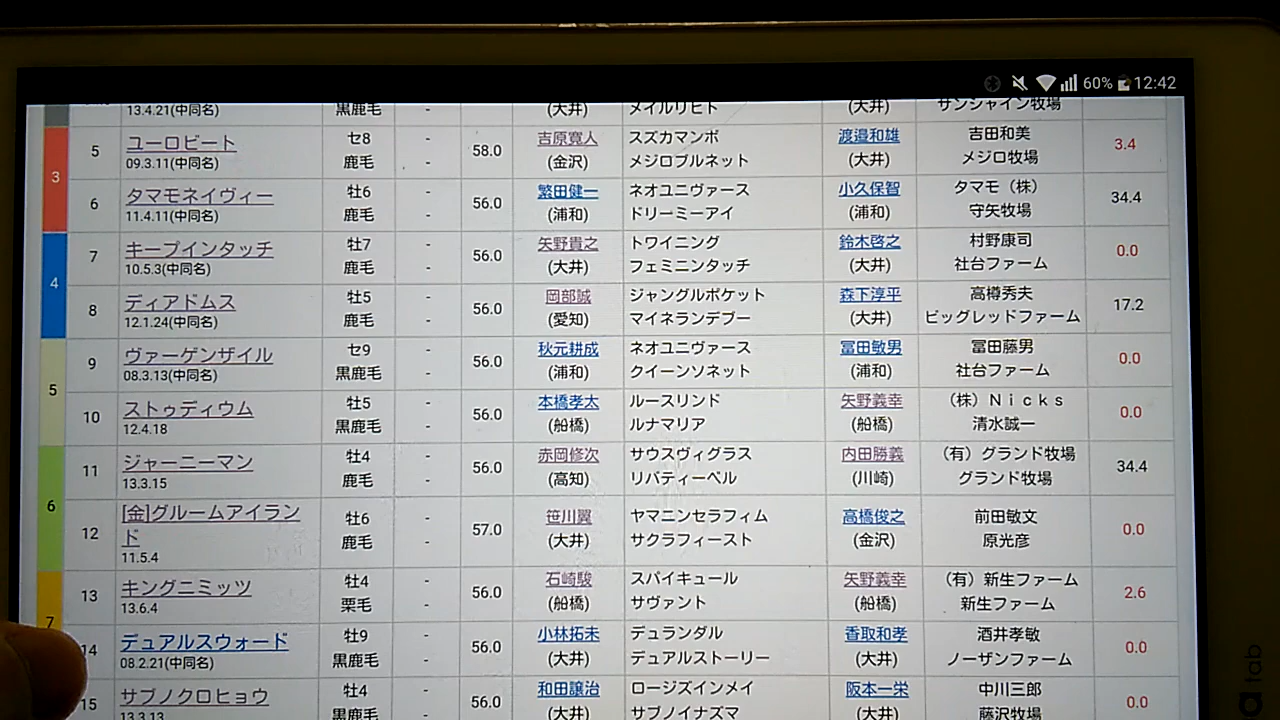 60% 12:42
13.4.21(中同名) 黒鹿毛 - (大井) メイルリヒト (大井) サンシャイン牧場
3
5 ユーロビート セ8 - 58.0 吉原寛人 スズカマンボ 渡邉和雄 吉田和美 3.4
09.3.11(中同名) 鹿毛 - (金沢) メジロブルネット (大井) メジロ牧場
6 タマモネイヴィー 牡6 - 56.0 繁田健一 ネオユニヴァース 小久保智 タマモ（株） 34.4
11.4.11(中同名) 鹿毛 - (浦和) ドリーミーアイ (浦和) 守矢牧場
4
7 キープインタッチ 牡7 - 56.0 矢野貴之 トワイニング 鈴木啓之 村野康司 0.0
10.5.3(中同名) 鹿毛 - (大井) フェミニンタッチ (大井) 社台ファーム
8 ディアドムス 牡5 - 56.0 岡部誠 ジャングルポケット 森下淳平 高樽秀夫 17.2
12.1.24(中同名) 鹿毛 - (愛知) マイネランデブー (大井) ビッグレッドファーム
5
9 ヴァーゲンザイル セ9 - 56.0 秋元耕成 ネオユニヴァース 冨田敏男 冨田藤男 0.0
08.3.13(中同名) 黒鹿毛 - (浦和) クイーンソネット (浦和) 社台ファーム
10 ストゥディウム 牡5 - 56.0 本橋孝太 ルースリンド 矢野義幸 （株）Ｎｉｃｋｓ 0.0
12.4.18 黒鹿毛 - (船橋) ルナマリア (船橋) 清水誠一
6
11 ジャーニーマン 牡4 - 56.0 赤岡修次 サウスヴィグラス 内田勝義 （有）グランド牧場 34.4
13.3.15 鹿毛 - (高知) リバティーベル (川崎) グランド牧場
12 [金]グルームアイランド 牡6 - 57.0 笹川翼 ヤマニンセラフィム 高橋俊之 前田敏文 0.0
11.5.4 鹿毛 - (大井) サクラフィースト (金沢) 原光彦
7
13 キングニミッツ 牡4 - 56.0 石崎駿 スパイキュール 矢野義幸 （有）新生ファーム 2.6
13.6.4 栗毛 - (船橋) サヴァント (船橋) 新生ファーム
14 デュアルスウォード 牡9 - 56.0 小林拓未 デュランダル 香取和孝 酒井孝敏 0.0
08.2.21(中同名) 黒鹿毛 - (大井) デュアルストーリー (大井) ノーザンファーム
15 サブノクロヒョウ 牡4 - 56.0 和田譲治 ロージズインメイ 阪本一栄 中川三郎 0.0
13.3.13 黒鹿毛 - (大井) サブノイナズマ (大井) 藤沢牧場
tab